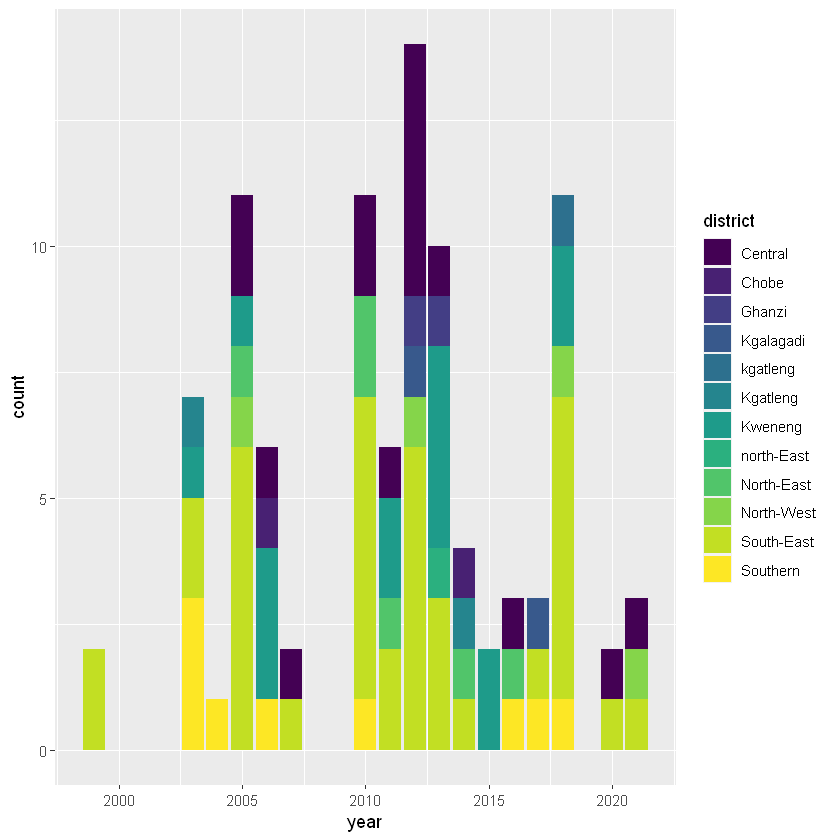 count
10
5
0
2000
2005
2010
2015
2020
year
district
Central
Chobe
Ghanzi
Kgalagadi
kgatleng
Kgatleng
Kweneng
north-East
North-East
North-West
South-East
Southern